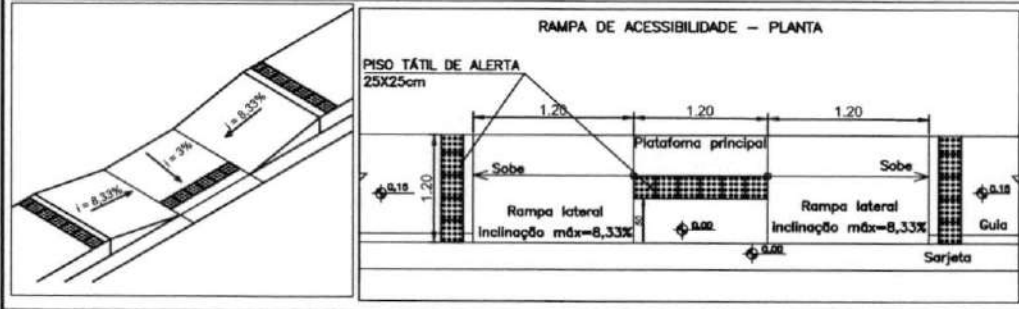 i = 8,33%
i = 3%
i = 8,33%
RAMPA DE ACESSIBILIDADE – PLANTA
PISO TÁTIL DE ALERTA
25X25cm
1.20
1.20
1.20
Plataforma principal
Sobe
Sobe
0,15
1.20
0,15
Rampa lateral
inclinação máx=8,33%
0.00
Rampa lateral
inclinação máx=8,33%
Guia
0.00
Sarjeta